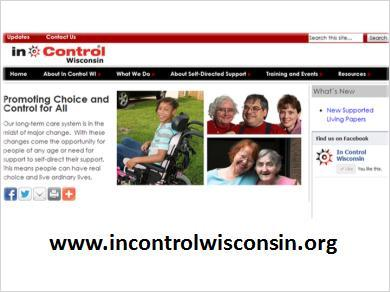 Updates Contact Us
Search this site... Search
in Control
Wisconsin
Home About In Control WI What We Do About Self-Directed Support Training and Events Resources
Promoting Choice and
Control for All
Our long-term care system is in the
midst of major change. With these
changes come the opportunity for
people of any age or need for
support to self-direct their support.
This means people can have real
choice and live ordinary lives.
What's New
New Supported
Living Papers
Find us on Facebook
In Control
Wisconsin
Like You like this.
www.incontrolwisconsin.org